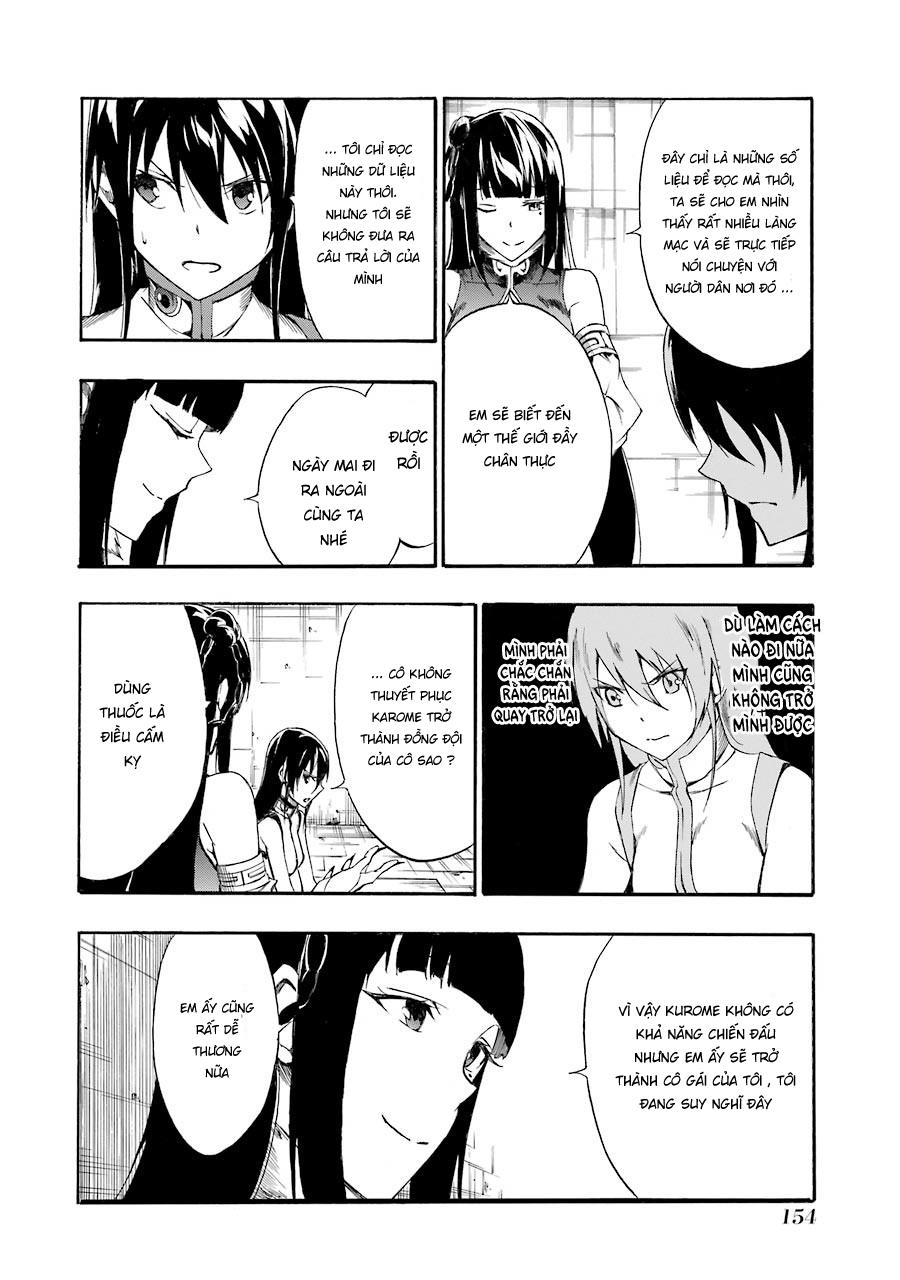 ĐÂY CHỈ LÀ NHỮNG SỐ
LIỆU ĐỂ ĐỌC MÀ THÔI,
TA SẼ CHO EM NHÌN
THẤY RẤT NHIỀU LÀNG
MẠC VÀ SẼ TRỰC TIẾP
NÓI CHUYỆN VỚI
NGƯỜI DÂN NƠI ĐÓ ...
EM SẼ BIẾT ĐẾN
MỘT THẾ GIỚI ĐẦY
CHÂN THỰC
... TÔI CHỈ ĐỌC
NHỮNG DỮ LIỆU
NÀY THÔI.
NHƯNG TÔI SẼ
KHÔNG ĐƯA RA
CÂU TRẢ LỜI CỦA
MÌNH
ĐƯỢC
RỒI
NGÀY MAI ĐI
RA NGOÀI
CÙNG TA
NHÉ
DÙ LÀM CÁCH
NÀO ĐI NỮA
MÌNH CŨNG
KHÔNG TRỞ
MÌNH ĐƯỢC
MÌNH PHẢI
CHẮC CHẮN
RẰNG PHẢI
QUAY TRỞ LẠI
... CÔ KHÔNG
THUYẾT PHỤC
KAROME TRỞ
THÀNH ĐỒNG ĐỘI
CỦA CÔ SAO ?
DÙNG
THUỐC LÀ
ĐIỀU CẤM
KỴ
VÌ VẬY KUROME KHÔNG CÓ
KHẢ NĂNG CHIẾN ĐẤU
NHƯNG EM ẤY SẼ TRỞ
THÀNH CÔ GÁI CỦA TÔI , TÔI
ĐANG SUY NGHĨ ĐÂY
EM ẤY CŨNG
RẤT DỄ
THƯƠNG
NỮA
154